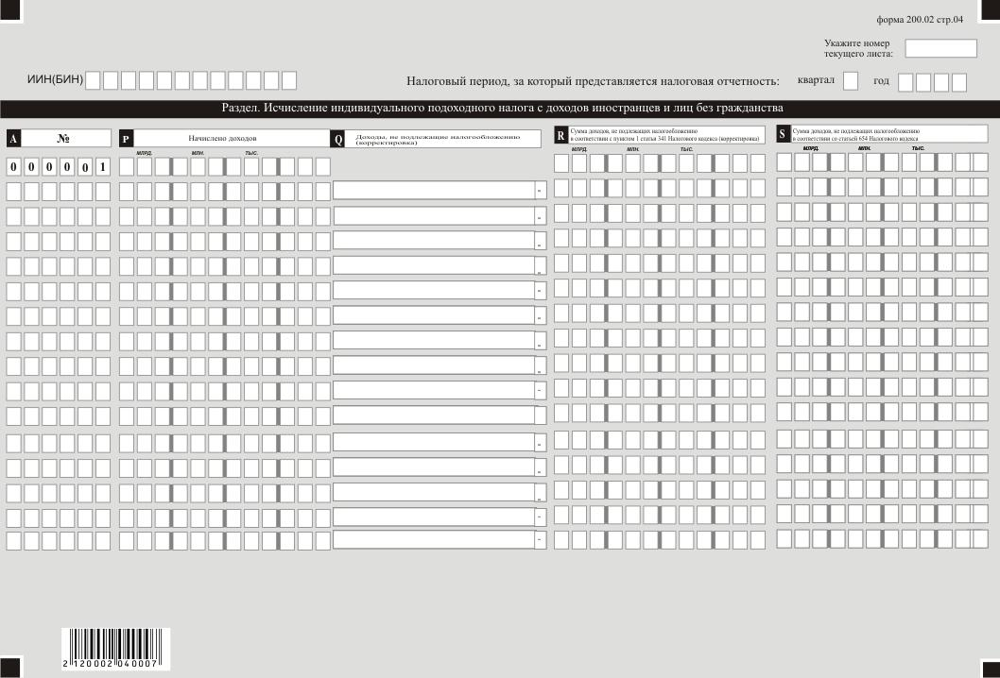 форма 200.02 стр.04
Укажите номер
текущего листа:
ИИН(БИН)
Налоговый период, за который представляется налоговая отчетность: квартал год
Раздел. Исчисление индивидуального подоходного налога с доходов иностранцев и лиц без гражданства
A №
P Начислено доходов
Q Доходы, не подлежащие налогообложению
(корректировка)
R Сумма доходов, не подлежащих налогообложению
в соответствии с пунктом 1 статьи 341 Налогового кодекса (корректировка)
S Сумма доходов, не подлежащих налогообложению
в соответствии со статьей 654 Налогового кодекса
МЛРД. МЛН. ТЫС. МЛРД. МЛН. ТЫС. МЛРД. МЛН. ТЫС.
0 0 0 0 0 1
2 120002 040007